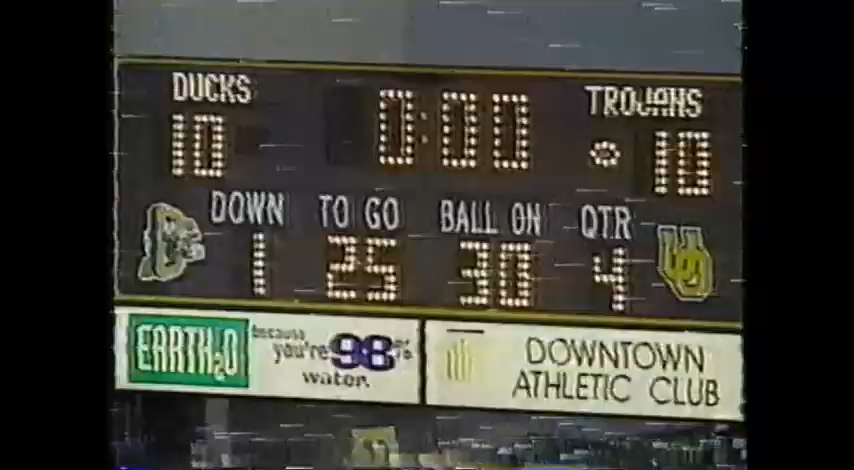 DUCKS 0:00 TROJANS
10 10
DOWN TO GO BALL ON QTR
1 25 30 4
UO
EARTH2O because you're 98% water.
DOWNTOWN
ATHLETIC CLUB